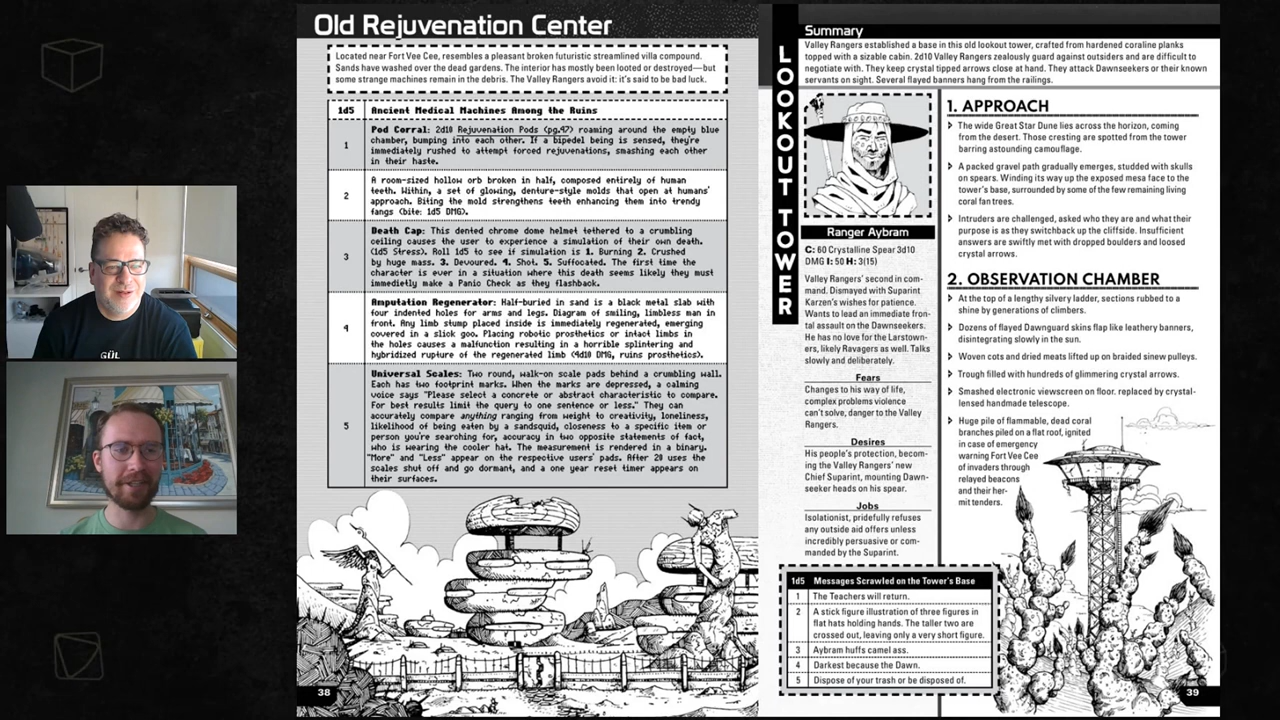 Old Rejuvenation Center
Located near Fort Vee Cee, resembles a pleasant broken futuristic streamlined villa compound.
Sands have washed over the dead gardens. The interior has mostly been looted or destroyed—but
some strange machines remain in the debris. The Valley Rangers avoid it: it's said to be bad luck.
1d5 Ancient Medical Machines Among the Ruins
1
Pod Corral: 2d10 Rejuvenation Pods (pg.47) roaming around the empty blue
chamber, bumping into each other. If a bipedel being is sensed, they're
immediatly rushed to attempt forced rejuvenations, smashing each other
in their haste.
2
A room-sized hollow orb broken in half, composed entirely of human
teeth. Within, a set of glowing, denture-style molds that open at humans'
approach. Biting the mold strengthens teeth enhancing them into trendy
fangs (bite: 1d5 DMG).
3
Death Cap: This dented chrome dome helmet tethered to a crumbling
ceiling causes the user to experience a simulation of their own death.
(1d5 Stress). Roll 1d5 to see if simulation is 1. Burning 2. Crushed
by huge mass. 3. Devoured. 4. Shot. 5. Suffocated. The first time the
character is ever in a situation where this death seems likely they must
immedietly make a Panic Check as they flashback.
4
Amputation Regenerator: Half-buried in sand is a black metal slab with
four indented holes for arms and legs. Diagram of smiling, limbless man in
front. Any limb stump placed inside is immediately regenerated, emerging
covered in a slick goo. Placing robotic prosthetics or intact limbs in
the holes causes a malfunction resulting in a horrible splintering and
hybridized rupture of the regenerated limb (4d10 DMG, ruins prosthetics).
5
Universal Scales: Two round, walk-on scale pads behind a crumbling wall.
Each has two footprint marks. When the marks are depressed, a calming
voice says "Please select a concrete or abstract characteristic to compare.
For best results limit the query to one sentence or less." They can
accurately compare anything ranging from weight to creativity, loneliness,
likelihood of being eaten by a sandsquid, closeness to a specific item or
person you're searching for, accuracy in two opposite statements of fact,
who is wearing the cooler hat. The measurement is rendered in a binary.
"More" and "Less" appear on the respective users' pads. After 20 uses the
scales shut off and go dormant, and a one year reset timer appears on
their surfaces.
38
LOOKOUT TOWER
Summary
Valley Rangers established a base in this old lookout tower, crafted from hardened coraline planks
topped with a sizable cabin. 2d10 Valley Rangers zealously guard against outsiders and are difficult to
negotiate with. They keep crystal tipped arrows close at hand. They attack Dawnseekers or their known
servants on sight. Several flayed banners hang from the railings.
Ranger Aybram
C: 60 Crystalline Spear 3d10
DMG I: 50 H: 3(15)
Valley Rangers' second in com-
mand. Dismayed with Suparint
Karzen's wishes for patience.
Wants to lead an immediate fron-
tal assault on the Dawnseekers.
He has no love for the Larstown-
ers, likely Ravagers as well. Talks
slowly and deliberately.
Fears
Changes to his way of life,
complex problems violence
can't solve, danger to the Valley
Rangers.
Desires
His people's protection, becom-
ing the Valley Rangers' new
Chief Suparint, mounting Dawn-
seeker heads on his spear.
Jobs
Isolationist, pridefully refuses
any outside aid offers unless
incredibly persuasive or com-
manded by the Suparint.
1d5 Messages Scrawled on the Tower's Base
1 The Teachers will return.
2 A stick figure illustration of three figures in
flat hats holding hands. The taller two are
crossed out, leaving only a very short figure.
3 Aybram huffs camel ass.
4 Darkest because the Dawn.
5 Dispose of your trash or be disposed of.
1. APPROACH
The wide Great Star Dune lies across the horizon, coming
from the desert. Those cresting are spotted from the tower
barring astounding camouflage.
A packed gravel path gradually emerges, studded with skulls
on spears. Winding its way up the exposed mesa face to the
tower's base, surrounded by some of the few remaining living
coral fan trees.
Intruders are challenged, asked who they are and what their
purpose is as they switchback up the cliffside. Insufficient
answers are swiftly met with dropped boulders and loosed
crystal arrows.
2. OBSERVATION CHAMBER
At the top of a lengthy silvery ladder, sections rubbed to a
shine by generations of climbers.
Dozens of flayed Dawnguard skins flap like leathery banners,
disintegrating slowly in the sun.
Woven cots and dried meats lifted up on braided sinew pulleys.
Trough filled with hundreds of glimmering crystal arrows.
Smashed electronic viewscreen on floor. replaced by crystal-
lensed handmade telescope.
Huge pile of flammable, dead coral
branches piled on a flat roof, ignited
in case of emergency
warning Fort Vee Cee
of invaders through
relayed beacons
and their her-
mit tenders.
39
GÜL